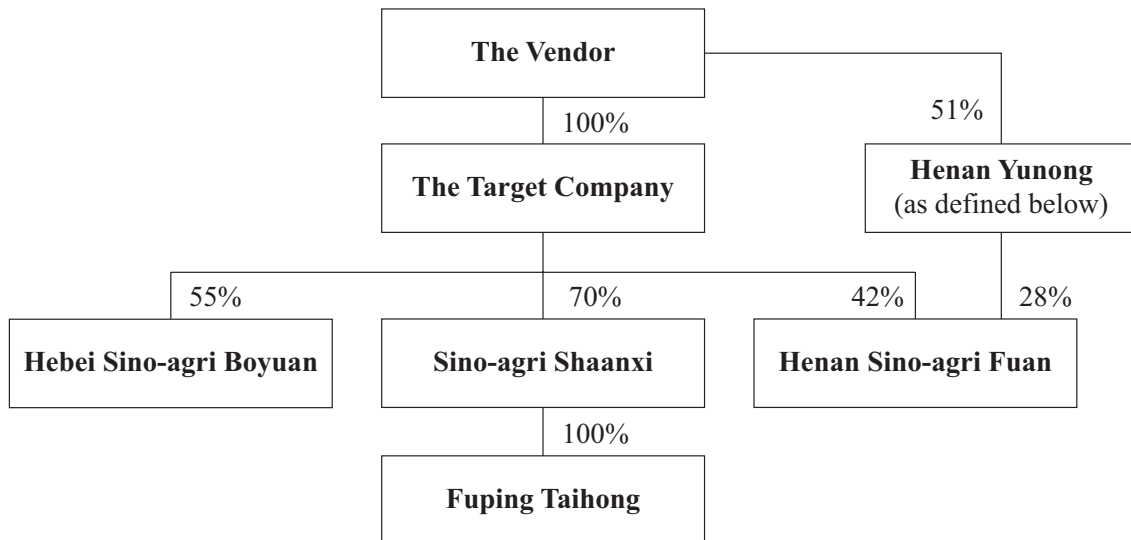 The Vendor
100%
51%
The Target Company
Henan Yunong
(as defined below)
55%
70%
42%
28%
Hebei Sino-agri Boyuan
Sino-agri Shaanxi
Henan Sino-agri Fuan
100%
Fuping Taihong